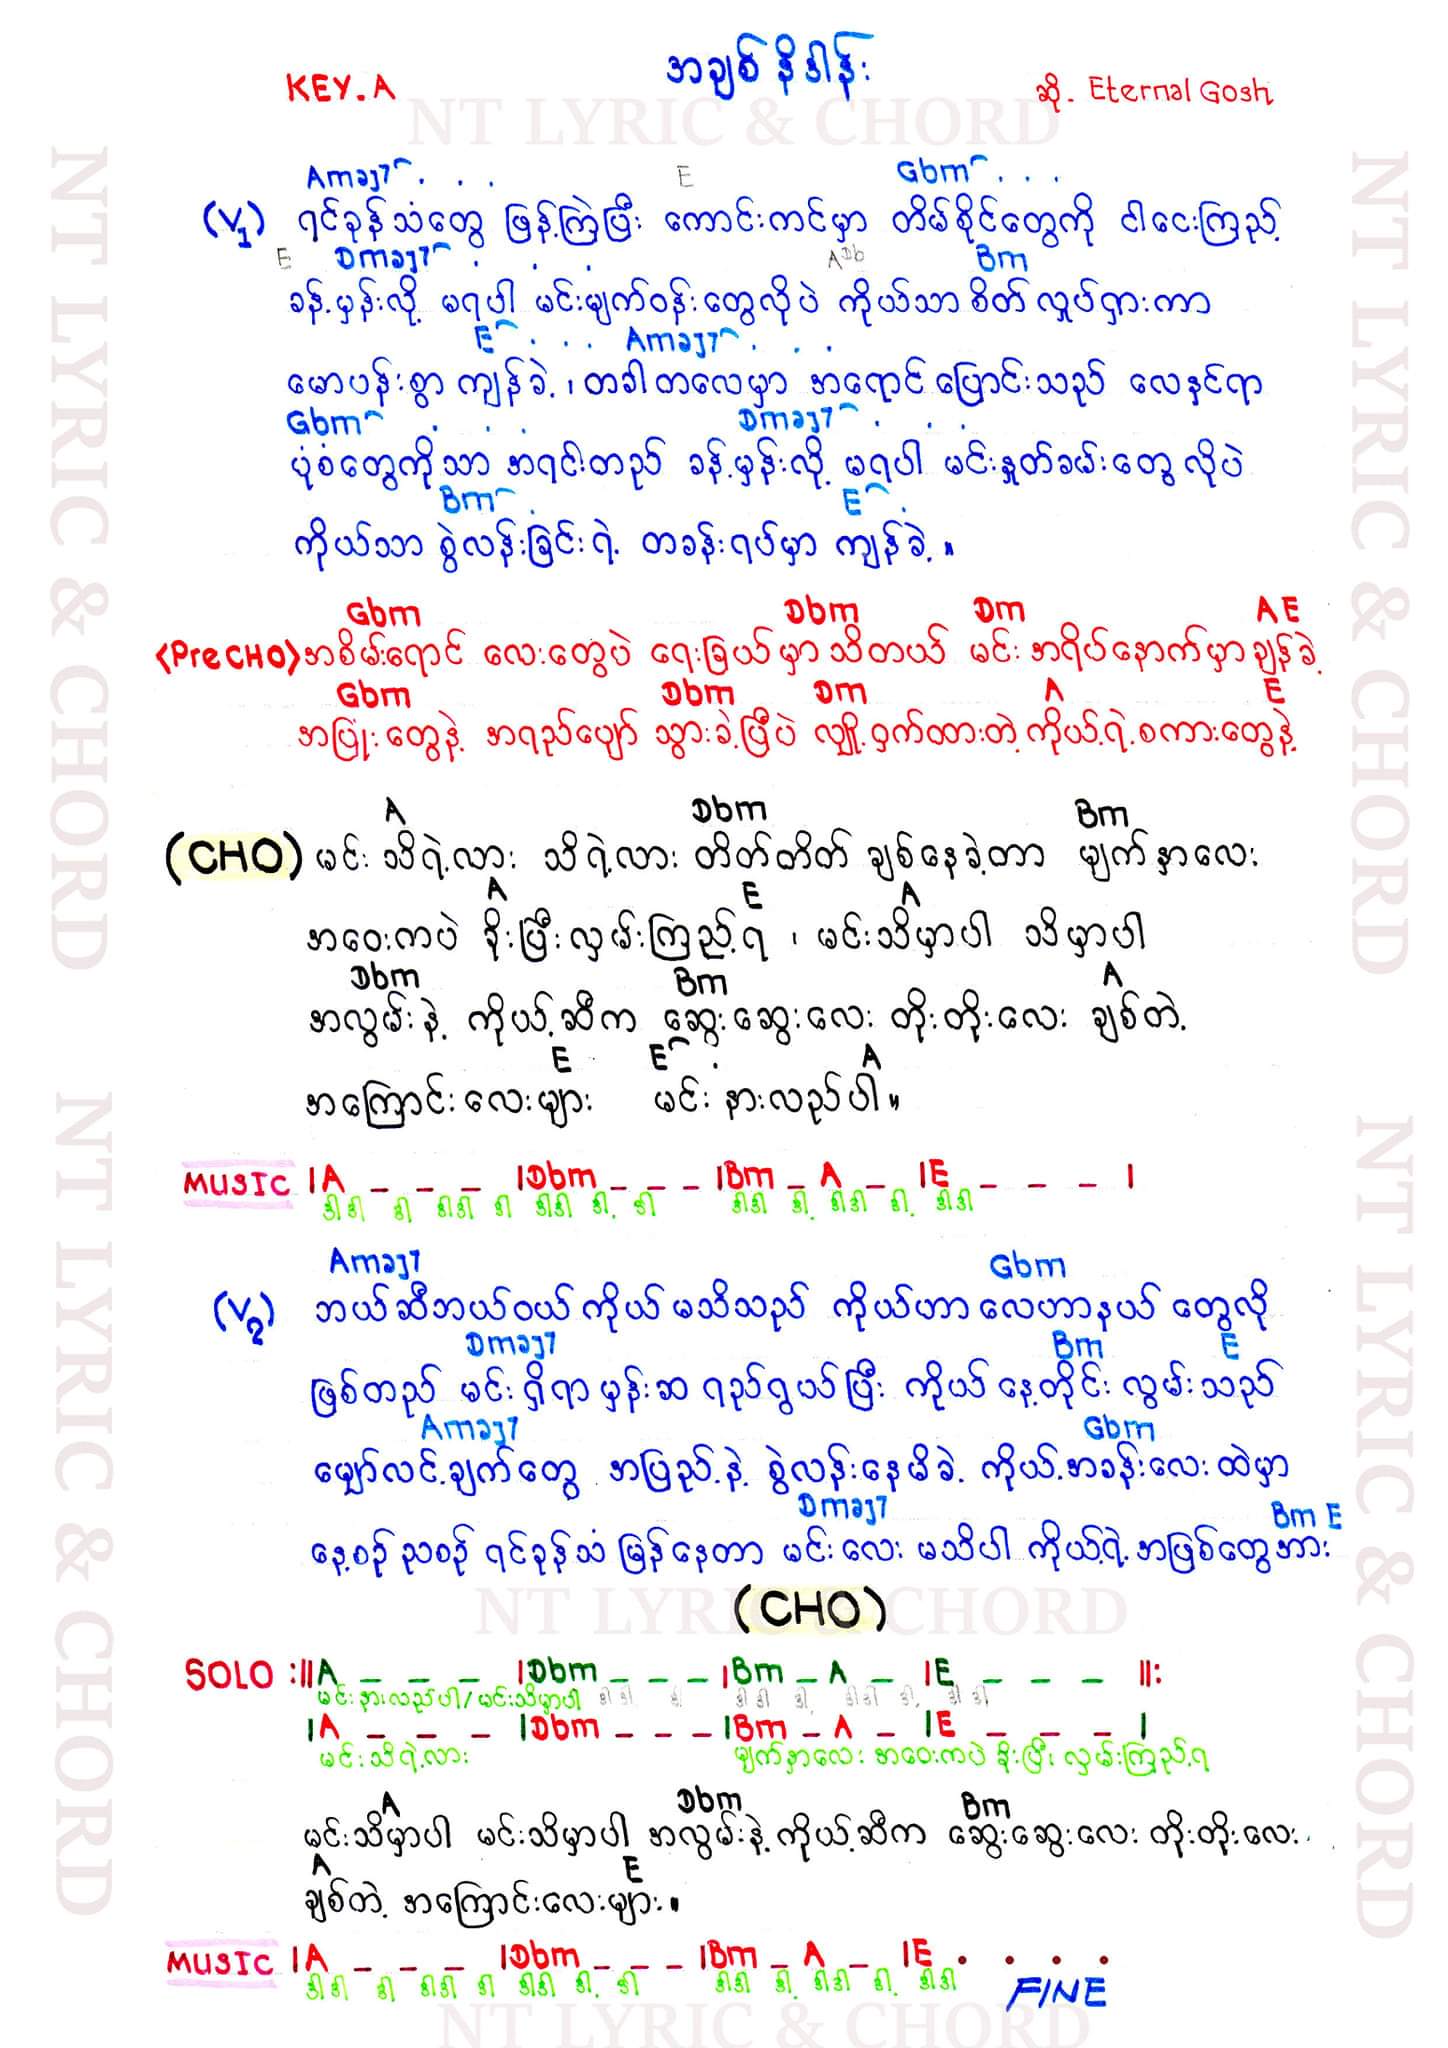 အချစ်နိဒါန်း
KEY.A
ဆို. Eternal Gosh
NT LYRIC & CHORD
NT LYRIC & CHORD
NT LYRIC & CHORD
Amaj7 . . . E Gbm . . .
(V1) ရင်ခုန်သံတွေ ဖြန့်ကြဲပြီး ကောင်းကင်မှာ တိမ်စိုင်တွေကို ငါငေးကြည့်
E Dmaj7 . . . A Db Bm
ခန့်မှန်းလို့ မရပါ မင်းမျက်ဝန်းတွေလိုပဲ ကိုယ်သာ စိတ်လှုပ်ရှားကာ
E . . . Amaj7 . . .
မောပန်းစွာ ကျန်ခဲ့ ၊ တခါတလေမှာ အရောင်ပြောင်းသည် လေနှင်ရာ
Gbm . . . Dmaj7 . . .
ပုံစံတွေကိုသာ အရင်းတည် ခန့်မှန်းလို့ မရပါ မင်းနှုတ်ခမ်းတွေ လိုပဲ
Bm . E .
ကိုယ်သာ စွဲလန်းခြင်းရဲ့ တခန်းရပ်မှာ ကျန်ခဲ့ ။
Gbm Dbm Dm A E
<Pre CHO> အစိမ်းရောင် လေးတွေပဲ ရေးခြယ်မှာ သိတယ် မင်း အရိပ်နောက်မှာ ချန်ခဲ့
Gbm Dbm Dm A E
အပြုံးတွေနဲ့ အရည်ပျော် သွားခဲ့ပြီပဲ လျှို့ဝှက်ထားတဲ့ ကိုယ့်ရဲ့ စကားတွေနဲ့
A Dbm Bm
(CHO) မင်း သိရဲ့လား သိရဲ့လား တိတ်တိတ် ချစ်နေခဲ့တာ မျက်နှာလေး
A E A
အဝေးကပဲ ခိုးပြီးလှမ်းကြည့်ရ ၊ မင်းသိမှာပါ သိမှာပါ
Dbm Bm A
အလွမ်းနဲ့ ကိုယ့်ဆီက ဆွေးဆွေးလေး တိုးတိုးလေး ချစ်တဲ့
E E . A
အကြောင်းလေးများ မင်းနားလည်ပါ ။
MUSIC |A _ _ _ |Dbm _ _ _ |Bm _ A _ |E _ _ _ |
ဒါဒါ ဒါ ဒါဒါ ဒါ ဒါဒါ ဒါ့ ဒါ ဒါဒါ ဒါ့ ဒါဒါ ဒါ့ ဒါဒါ
Amaj7 Gbm
(V2) ဘယ်ဆီဘယ်ဝယ် ကိုယ် မသိသည် ကိုယ်ဟာ လေဟာနယ် တွေလို
Dmaj7 Bm E
ဖြစ်တည် မင်း ရှိရာ မှန်းဆ ရည်ရွယ်ပြီး ကိုယ် နေ့တိုင်း လွမ်းသည်
Amaj7 Gbm
မျှော်လင့်ချက်တွေ အပြည့်နဲ့ စွဲလန်းနေမိခဲ့ ကိုယ့်အခန်းလေးထဲမှာ
Dmaj7 Bm E
နေ့စဉ် ညစဉ် ရင်ခုန်သံ မြန်နေတာ မင်းလေး မသိပါ ကိုယ့်ရဲ့ အဖြစ်တွေအား
NT LYRIC & CHORD
(CHO)
SOLO :||A _ _ _ |Dbm _ _ _ |Bm _ A _ |E _ _ _ ||:
မင်းနားလည်ပါ / မင်းသိမှာပါ ဒါဒါ ဒါ ဒါဒါ ဒါ့ ဒါဒါ ဒါ့ ဒါဒါ
|A _ _ _ |Dbm _ _ _ |Bm _ A _ |E _ _ _ |
မင်းသိရဲ့လား မျက်နှာလေး အဝေးကပဲ ခိုးပြီး လှမ်းကြည့်ရ
A Dbm Bm
မင်းသိမှာပါ မင်းသိမှာပါ အလွမ်းနဲ့ ကိုယ့်ဆီက ဆွေးဆွေးလေး တိုးတိုးလေး
A E
ချစ်တဲ့ အကြောင်းလေးများ ။
MUSIC |A _ _ _ |Dbm _ _ _ |Bm _ A _ |E . . . .
ဒါဒါ ဒါ ဒါဒါ ဒါ ဒါဒါ ဒါ့ ဒါ ဒါဒါ ဒါ့ ဒါဒါ ဒါ့ ဒါဒါ
FINE
NT LYRIC & CHORD
NT LYRIC & CHORD
NT LYRIC & CHORD